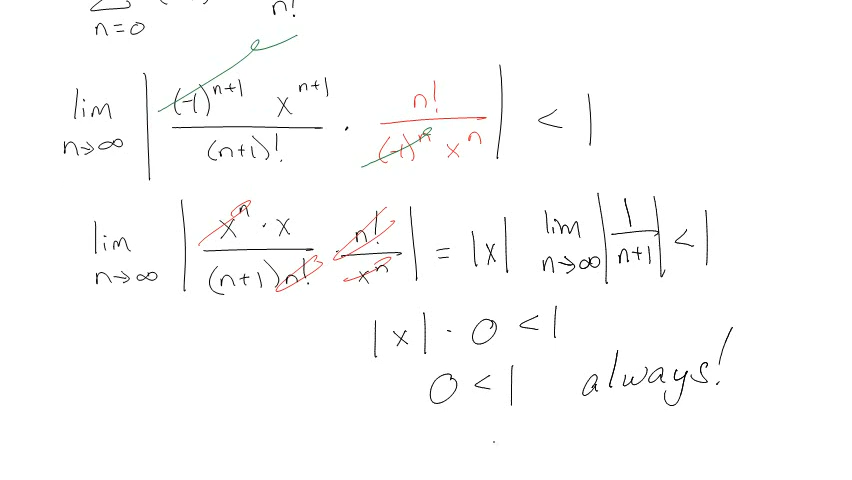 n=0 n!
lim n→∞ | (-1)^{n+1} x^{n+1} / (n+1)! · n! / (-1)^n x^n | < 1
lim n→∞ | x^n · x / (n+1) n! · n! / x^n | = |x| lim n→∞ | 1 / n+1 | < 1
|x| · 0 < 1
0 < 1 always!